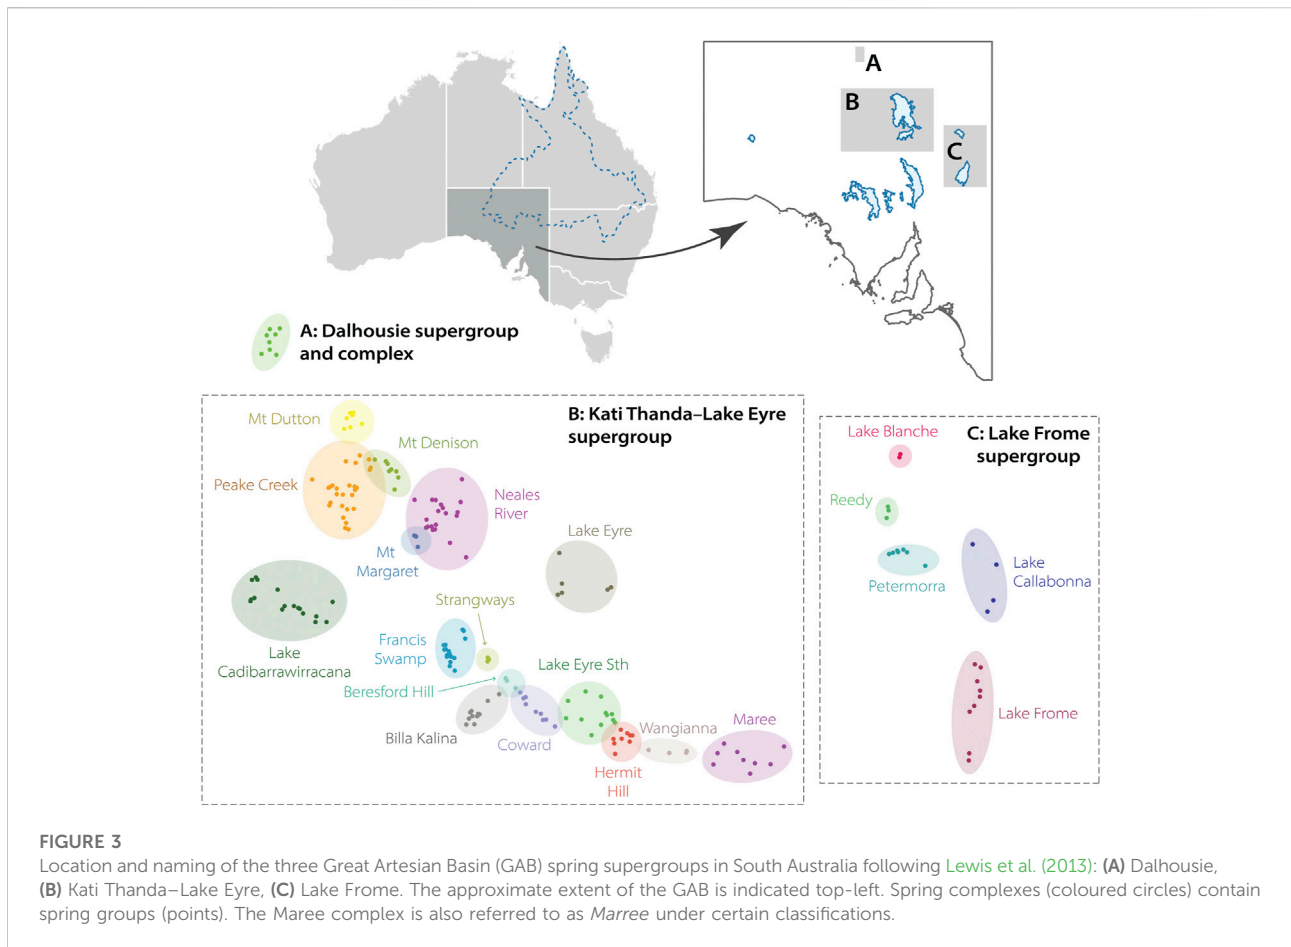 A
B
C
A: Dalhousie supergroup
and complex
B: Kati Thanda–Lake Eyre
supergroup
Mt Dutton
Mt Denison
Peake Creek
Neales
River
Mt
Margaret
Lake Eyre
Strangways
Lake
Cadibarrawirracana
Francis
Swamp
Lake Eyre Sth
Beresford Hill
Billa Kalina
Coward
Wangianna
Maree
Hermit
Hill
C: Lake Frome
supergroup
Lake Blanche
Reedy
Petermorra
Lake
Callabonna
Lake Frome
FIGURE 3
Location and naming of the three Great Artesian Basin (GAB) spring supergroups in South Australia following Lewis et al. (2013): (A) Dalhousie,
(B) Kati Thanda–Lake Eyre, (C) Lake Frome. The approximate extent of the GAB is indicated top-left. Spring complexes (coloured circles) contain
spring groups (points). The Maree complex is also referred to as Marree under certain classifications.